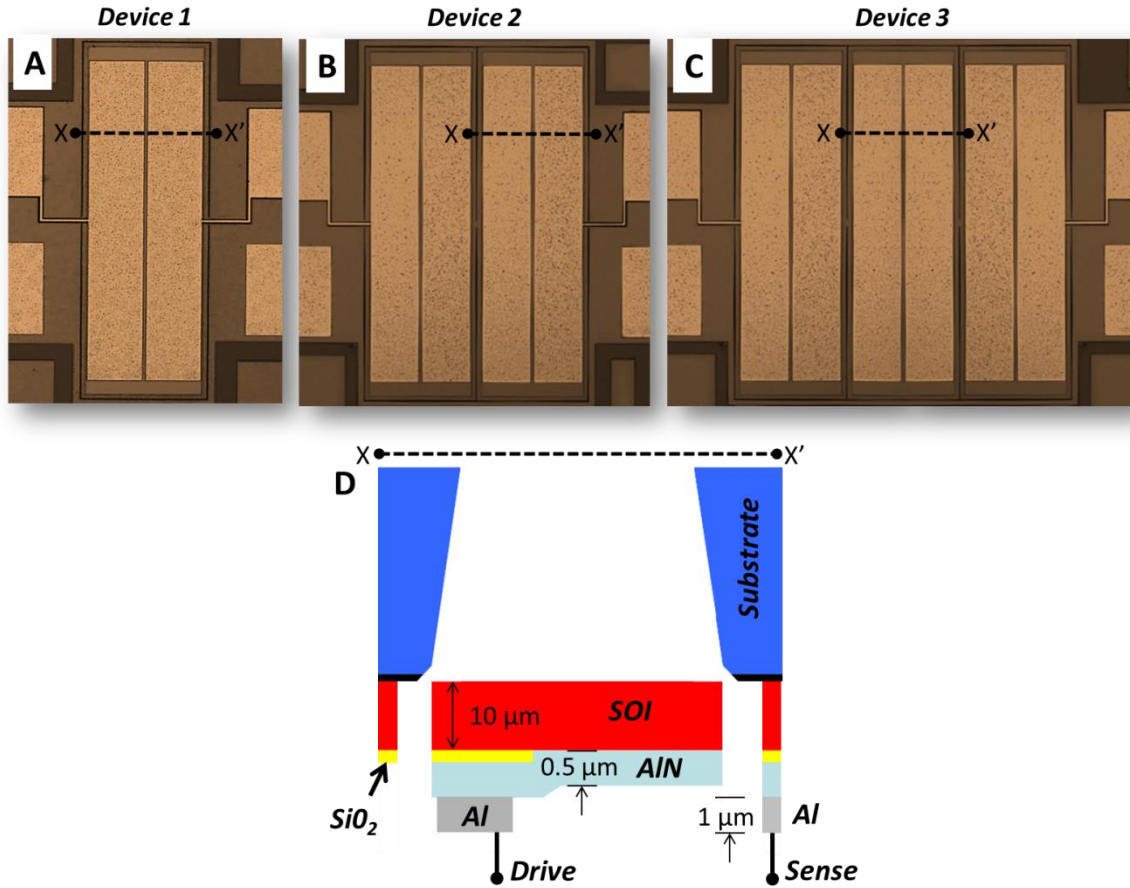 Device 1
Device 2
Device 3
A
B
C
X X'
X X'
X X'
X X'
D
Substrate
10 μm
SOI
0.5 μm
AlN
SiO₂
Al
1 μm
Al
Drive
Sense